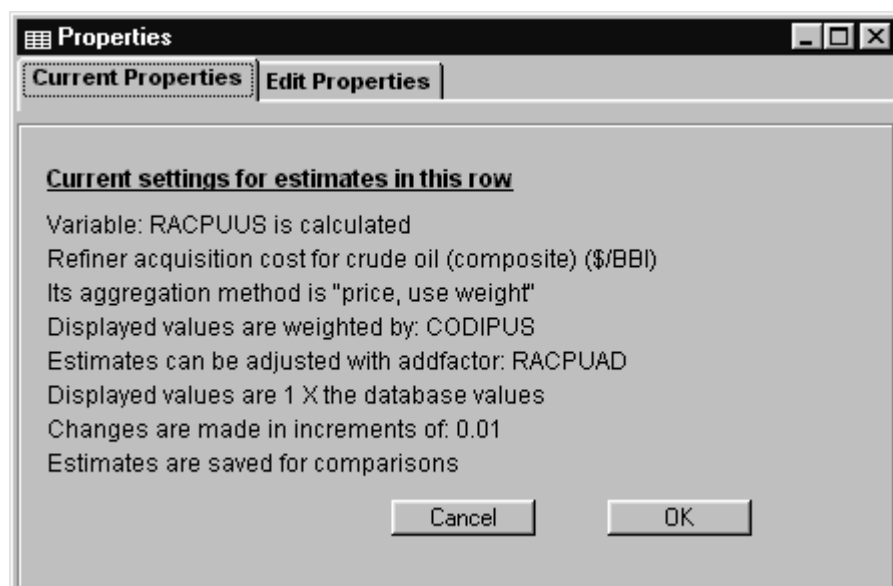 Properties
Current Properties Edit Properties
Current settings for estimates in this row
Variable: RACPUUS is calculated
Refiner acquisition cost for crude oil (composite) ($/BBl)
Its aggregation method is "price, use weight"
Displayed values are weighted by: CODIPUS
Estimates can be adjusted with addfactor: RACPUAD
Displayed values are 1 X the database values
Changes are made in increments of: 0.01
Estimates are saved for comparisons
Cancel OK